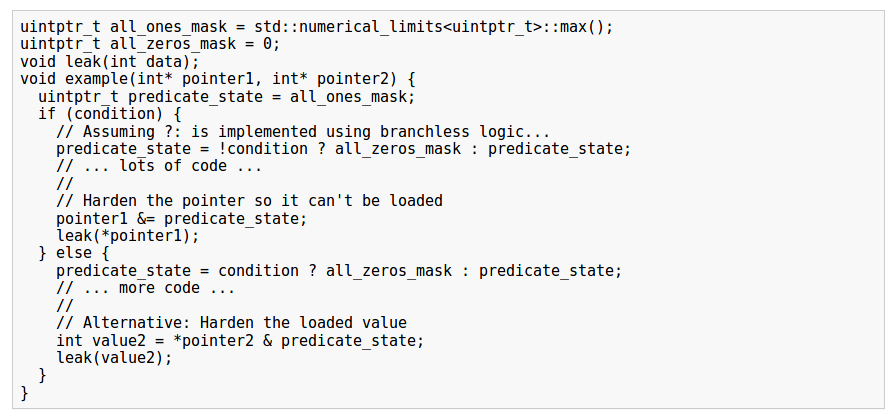 uintptr_t all_ones_mask = std::numerical_limits<uintptr_t>::max();
uintptr_t all_zeros_mask = 0;
void leak(int data);
void example(int* pointer1, int* pointer2) {
  uintptr_t predicate_state = all_ones_mask;
  if (condition) {
    // Assuming ?: is implemented using branchless logic...
    predicate_state = !condition ? all_zeros_mask : predicate_state;
    // ... lots of code ...
    //
    // Harden the pointer so it can't be loaded
    pointer1 &= predicate_state;
    leak(*pointer1);
  } else {
    predicate_state = condition ? all_zeros_mask : predicate_state;
    // ... more code ...
    //
    // Alternative: Harden the loaded value
    int value2 = *pointer2 & predicate_state;
    leak(value2);
  }
}